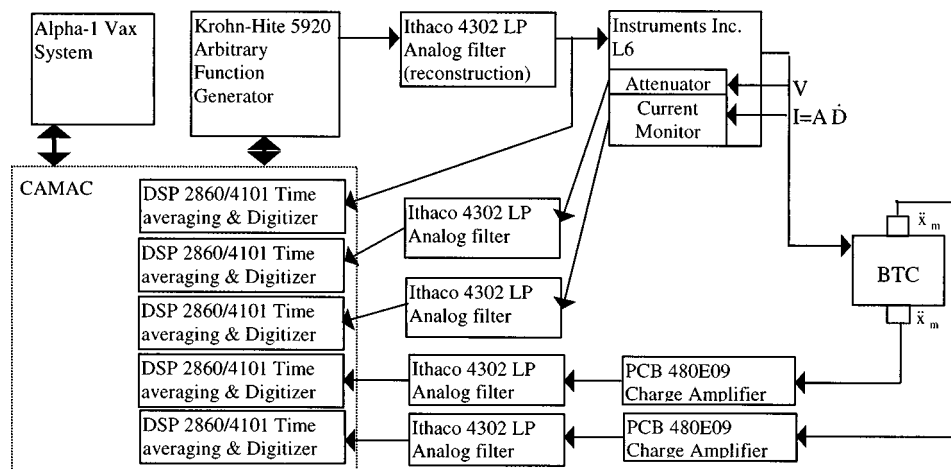 Alpha-1 Vax
System
Krohn-Hite 5920
Arbitrary
Function
Generator
Ithaco 4302 LP
Analog filter
(reconstruction)
Instruments Inc.
L6
Attenuator
Current
Monitor
V
I=A Ḋ
CAMAC
DSP 2860/4101 Time
averaging & Digitizer
DSP 2860/4101 Time
averaging & Digitizer
DSP 2860/4101 Time
averaging & Digitizer
DSP 2860/4101 Time
averaging & Digitizer
DSP 2860/4101 Time
averaging & Digitizer
Ithaco 4302 LP
Analog filter
Ithaco 4302 LP
Analog filter
Ithaco 4302 LP
Analog filter
Ithaco 4302 LP
Analog filter
PCB 480E09
Charge Amplifier
PCB 480E09
Charge Amplifier
ẍm
BTC
ẍm